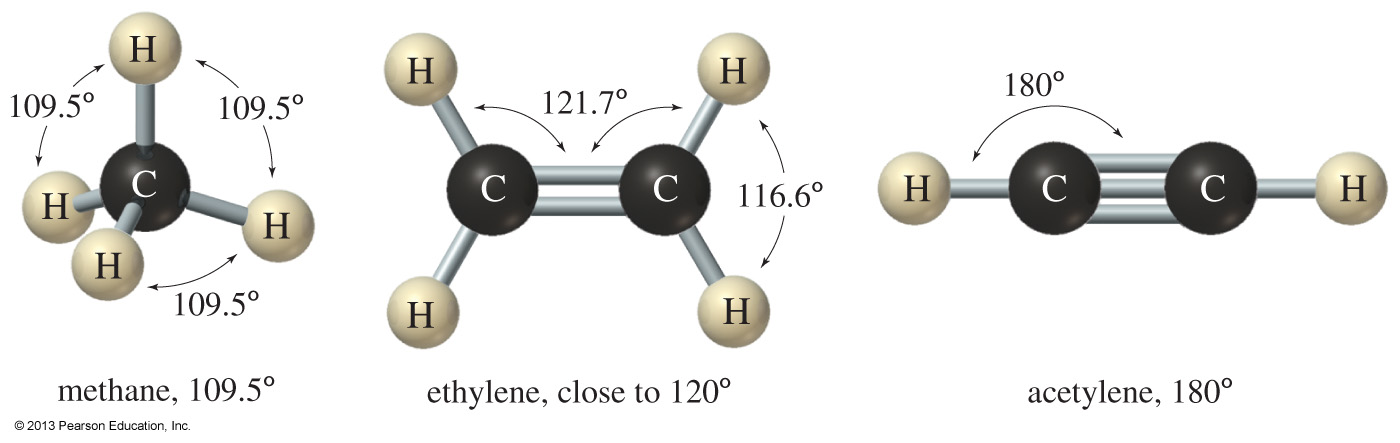 H
109.5°
109.5°
C
H
H
H
109.5°
methane, 109.5°
H
H
121.7°
C
C
116.6°
H
H
ethylene, close to 120°
180°
H
C
C
H
acetylene, 180°
© 2013 Pearson Education, Inc.